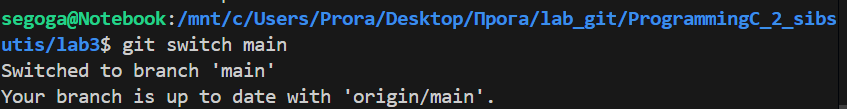 segoga@Notebook:/mnt/c/Users/Prora/Desktop/Прога/lab_git/ProgrammingC_2_sibs
utis/lab3$ git switch main
Switched to branch 'main'
Your branch is up to date with 'origin/main'.